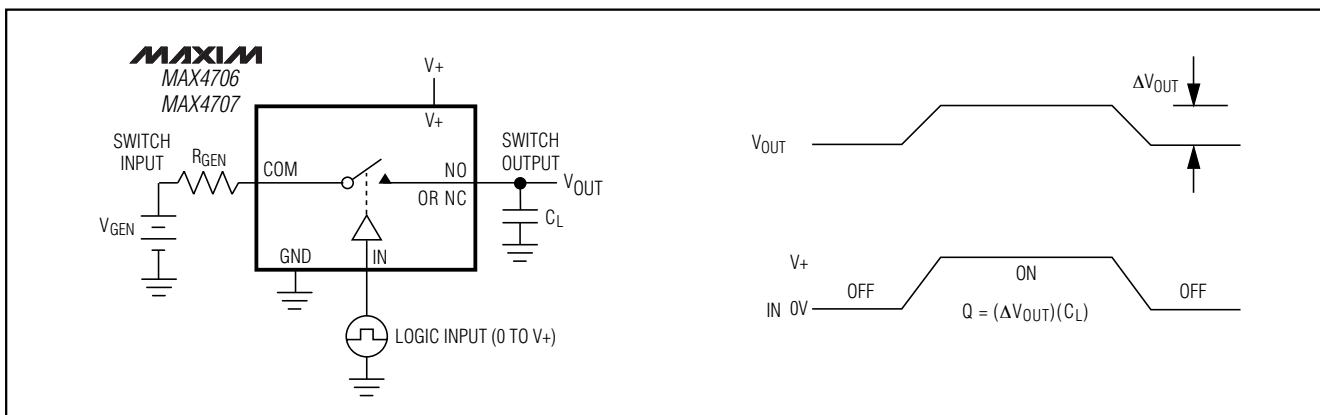 MAXIM
MAX4706
MAX4707
V+
V+
SWITCH
INPUT
RGEN
COM
NO
OR NC
SWITCH
OUTPUT
VOUT
VGEN
CL
GND
IN
LOGIC INPUT (0 TO V+)
ΔVOUT
VOUT
V+
IN 0V
OFF
ON
OFF
Q = (ΔVOUT)(CL)